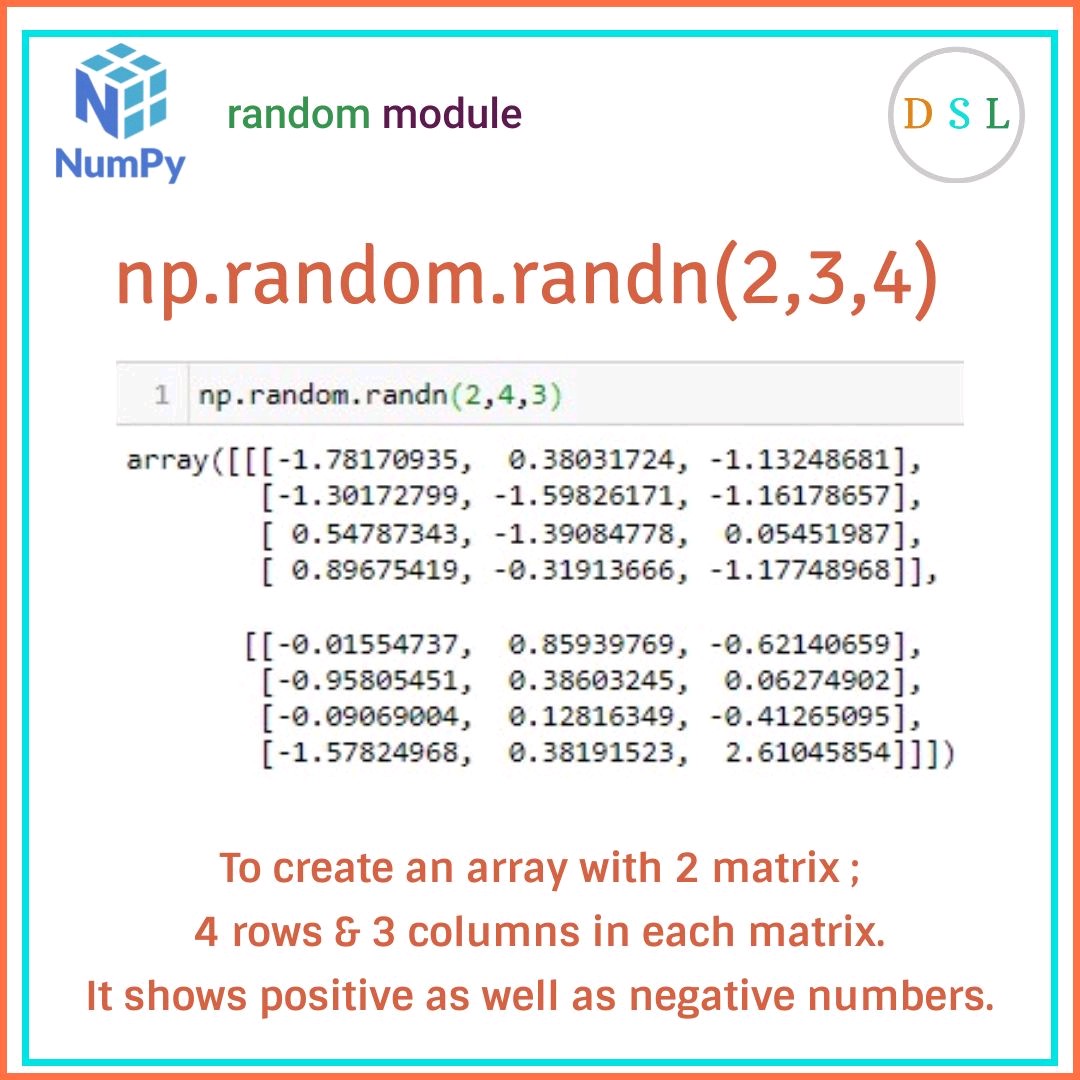 NumPy
random module
D S L
np.random.randn(2,3,4)
1 np.random.randn(2,4,3)
array([[[-1.78170935,  0.38031724, -1.13248681],
        [-1.30172799, -1.59826171, -1.16178657],
        [ 0.54787343, -1.39084778,  0.05451987],
        [ 0.89675419, -0.31913666, -1.17748968]],
       [[-0.01554737,  0.85939769, -0.62140659],
        [-0.95805451,  0.38603245,  0.06274902],
        [-0.09069004,  0.12816349, -0.41265095],
        [-1.57824968,  0.38191523,  2.61045854]]])
To create an array with 2 matrix ;
4 rows & 3 columns in each matrix.
It shows positive as well as negative numbers.